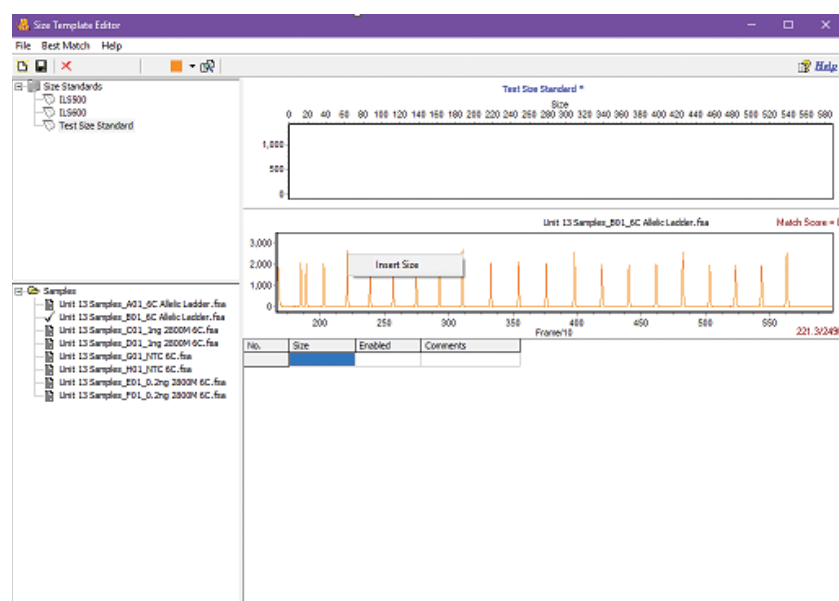 Size Template Editor
File Best Match Help
Help
Size Standards
ILS500
ILS600
Test Size Standard
Test Size Standard *
Size
0 20 40 60 80 100 120 140 160 180 200 220 240 260 280 300 320 340 360 380 400 420 440 460 480 500 520 540 560 580
1,000
500
0
Unit 13 Samples_B01_6C Allelic Ladder.fsa Match Score =
3,000
2,000
1,000
0
Insert Size
200 250 300 350 400 450 500 550
Frame/10
221.3/249
Samples
Unit 13 Samples_A01_6C Allelic Ladder.fsa
Unit 13 Samples_B01_6C Allelic Ladder.fsa
Unit 13 Samples_C01_1ng 2800M 6C.fsa
Unit 13 Samples_D01_1ng 2800M 6C.fsa
Unit 13 Samples_G01_NTC 6C.fsa
Unit 13 Samples_H01_NTC 6C.fsa
Unit 13 Samples_E01_0.2ng 2800M 6C.fsa
Unit 13 Samples_F01_0.2ng 2800M 6C.fsa
No. Size Enabled Comments